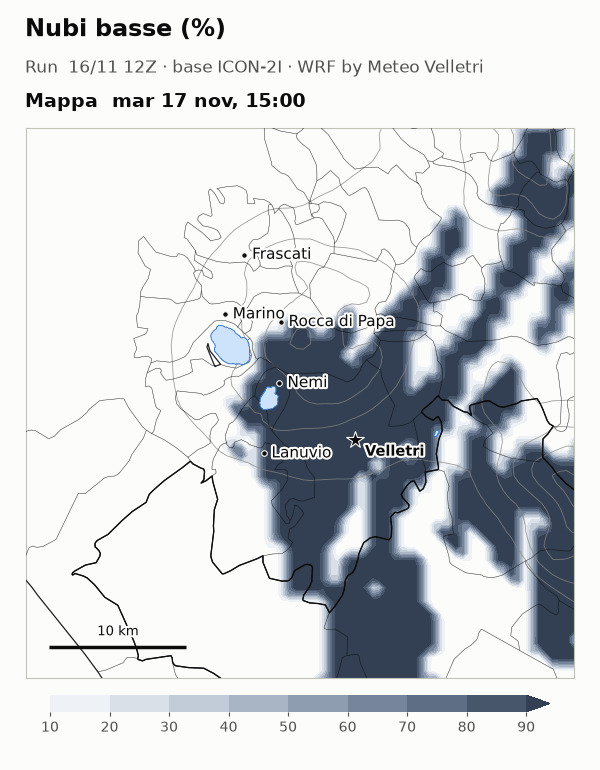 Nubi basse (%)
Run  16/11 12Z · base ICON-2I · WRF by Meteo Velletri
Mappa  mar 17 nov, 15:00
Frascati
Marino
Rocca di Papa
Nemi
Velletri
Lanuvio
10 km
10 20 30 40 50 60 70 80 90